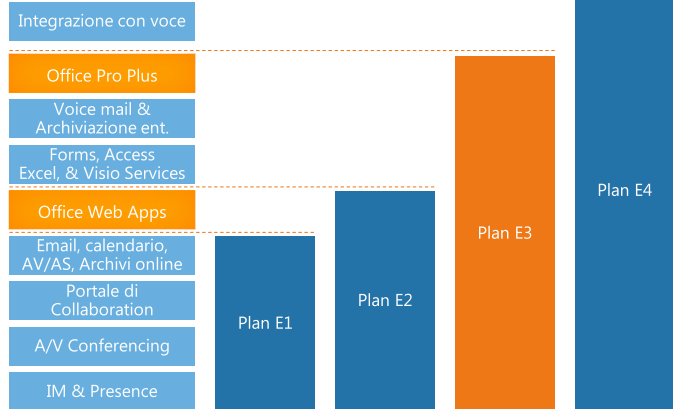 Integrazione con voce
Office Pro Plus
Voice mail &
Archiviazione ent.
Forms, Access
Excel, & Visio Services
Office Web Apps
Email, calendario,
AV/AS, Archivi online
Portale di
Collaboration
A/V Conferencing
IM & Presence
Plan E1
Plan E2
Plan E3
Plan E4